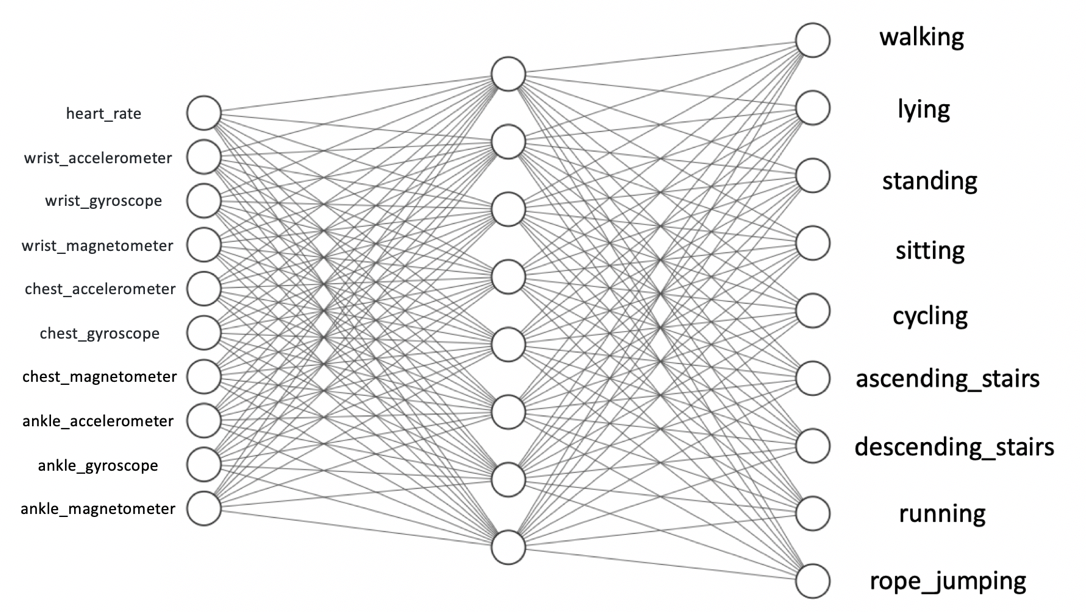 heart_rate
wrist_accelerometer
wrist_gyroscope
wrist_magnetometer
chest_accelerometer
chest_gyroscope
chest_magnetometer
ankle_accelerometer
ankle_gyroscope
ankle_magnetometer
walking
lying
standing
sitting
cycling
ascending_stairs
descending_stairs
running
rope_jumping